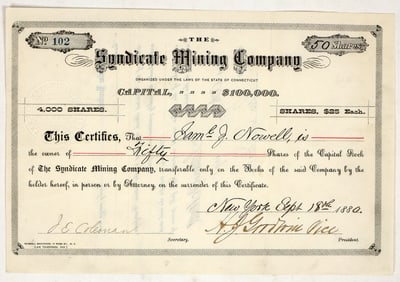 THE
No 102
50 Shares
Syndicate Mining Company
ORGANIZED UNDER THE LAWS OF THE STATE OF CONNECTICUT
CAPITAL, $100,000.
4,000 SHARES.
SHARES, $25 Each.
This Certifies, That Saml J. Nowell, is
the owner of Fifty Shares of the Capital Stock
of The Syndicate Mining Company, transferable only on the Books of the said Company by the
holder hereof, in person or by Attorney on the surrender of this Certificate.
New York Sept 18th 1880.
J E Coleman
Secretary.
A. J. Goodwin Vice
President.